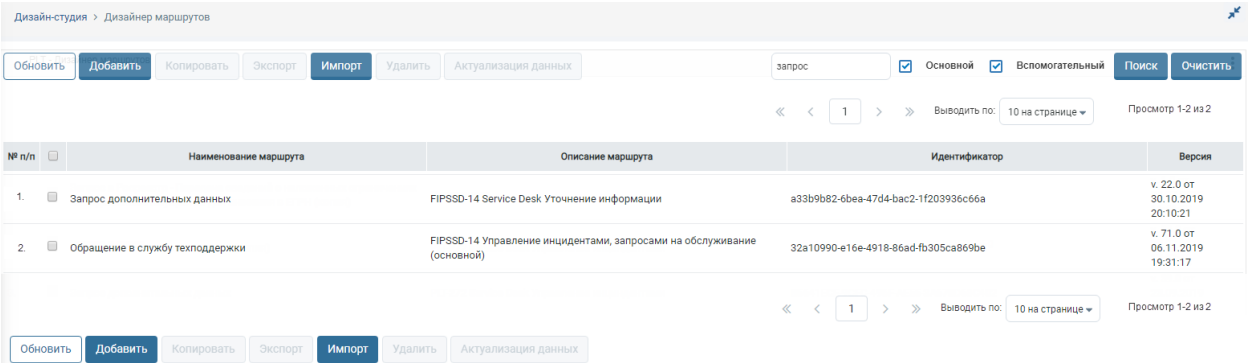 Дизайн-студия > Дизайнер маршрутов
Обновить Добавить Копировать Экспорт Импорт Удалить Актуализация данных запрос Основной Вспомогательный Поиск Очистить
« < 1 > » Выводить по: 10 на странице Просмотр 1-2 из 2
№ п/п Наименование маршрута Описание маршрута Идентификатор Версия
1. Запрос дополнительных данных FIPSSD-14 Service Desk Уточнение информации a33b9b82-6bea-47d4-bac2-1f203936c66a v. 22.0 от
30.10.2019
20:10:21
2. Обращение в службу техподдержки FIPSSD-14 Управление инцидентами, запросами на обслуживание
(основной) 32a10990-e16e-4918-86ad-fb305ca869be v. 71.0 от
06.11.2019
19:31:17
« < 1 > » Выводить по: 10 на странице Просмотр 1-2 из 2
Обновить Добавить Копировать Экспорт Импорт Удалить Актуализация данных